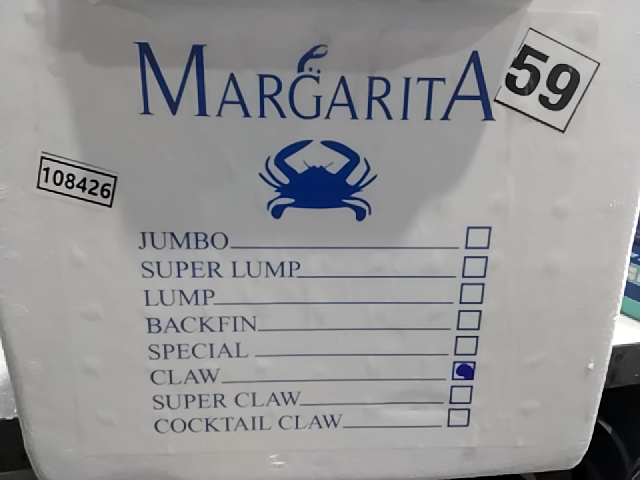 MARGARITA
59
108426
JUMBO
SUPER LUMP
LUMP
BACKFIN
SPECIAL
CLAW
SUPER CLAW
COCKTAIL CLAW